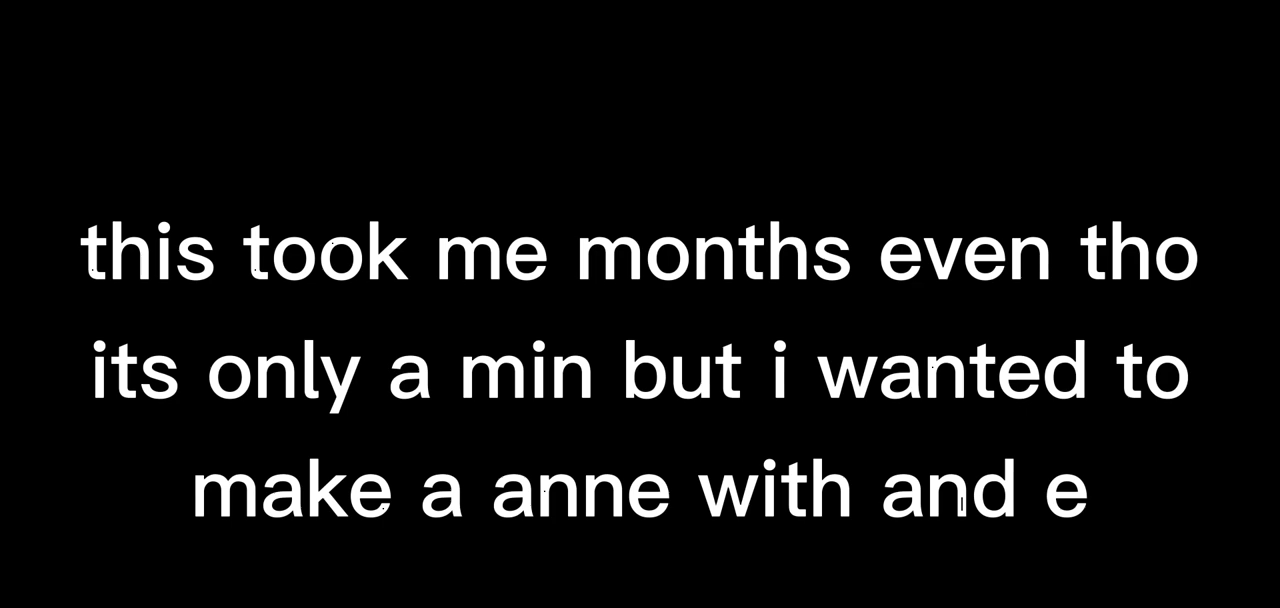 this took me months even tho
its only a min but i wanted to
make a anne with and e